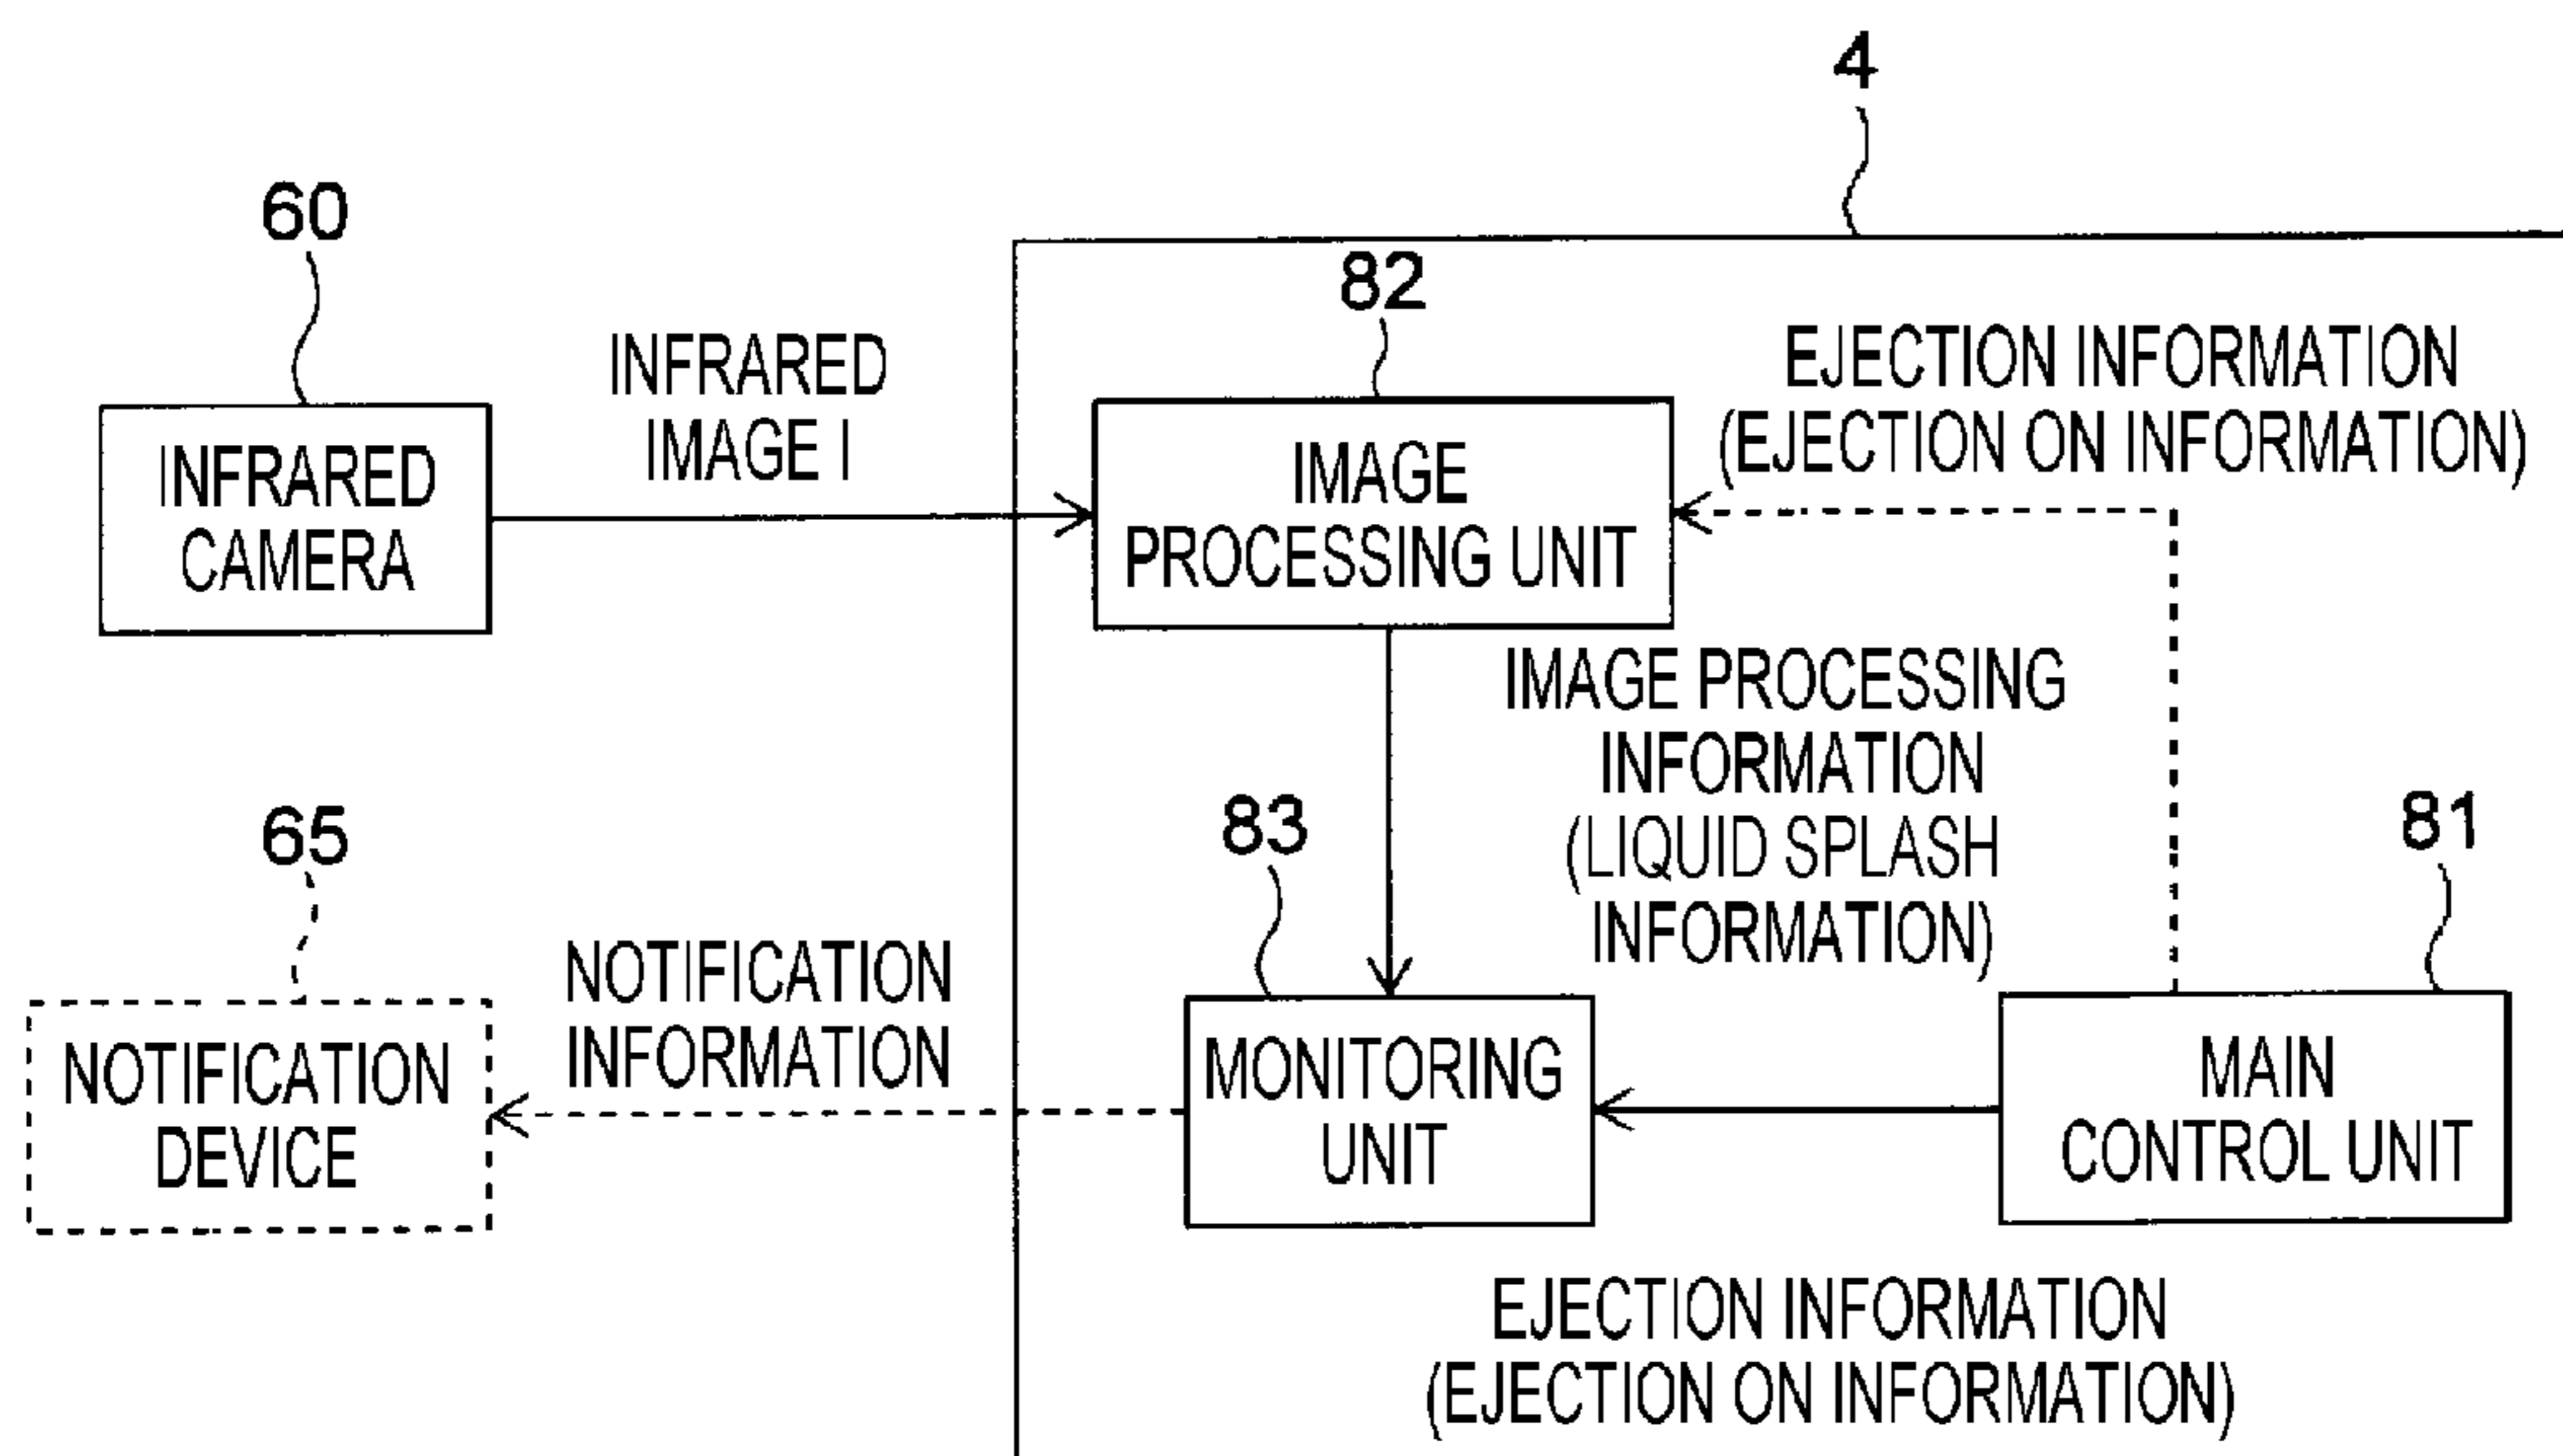 4
60
82
INFRARED
IMAGE I
EJECTION INFORMATION
(EJECTION ON INFORMATION)
INFRARED
CAMERA
IMAGE
PROCESSING UNIT
IMAGE PROCESSING
INFORMATION
(LIQUID SPLASH
INFORMATION)
65
83
81
NOTIFICATION
INFORMATION
NOTIFICATION
DEVICE
MONITORING
UNIT
MAIN
CONTROL UNIT
EJECTION INFORMATION
(EJECTION ON INFORMATION)